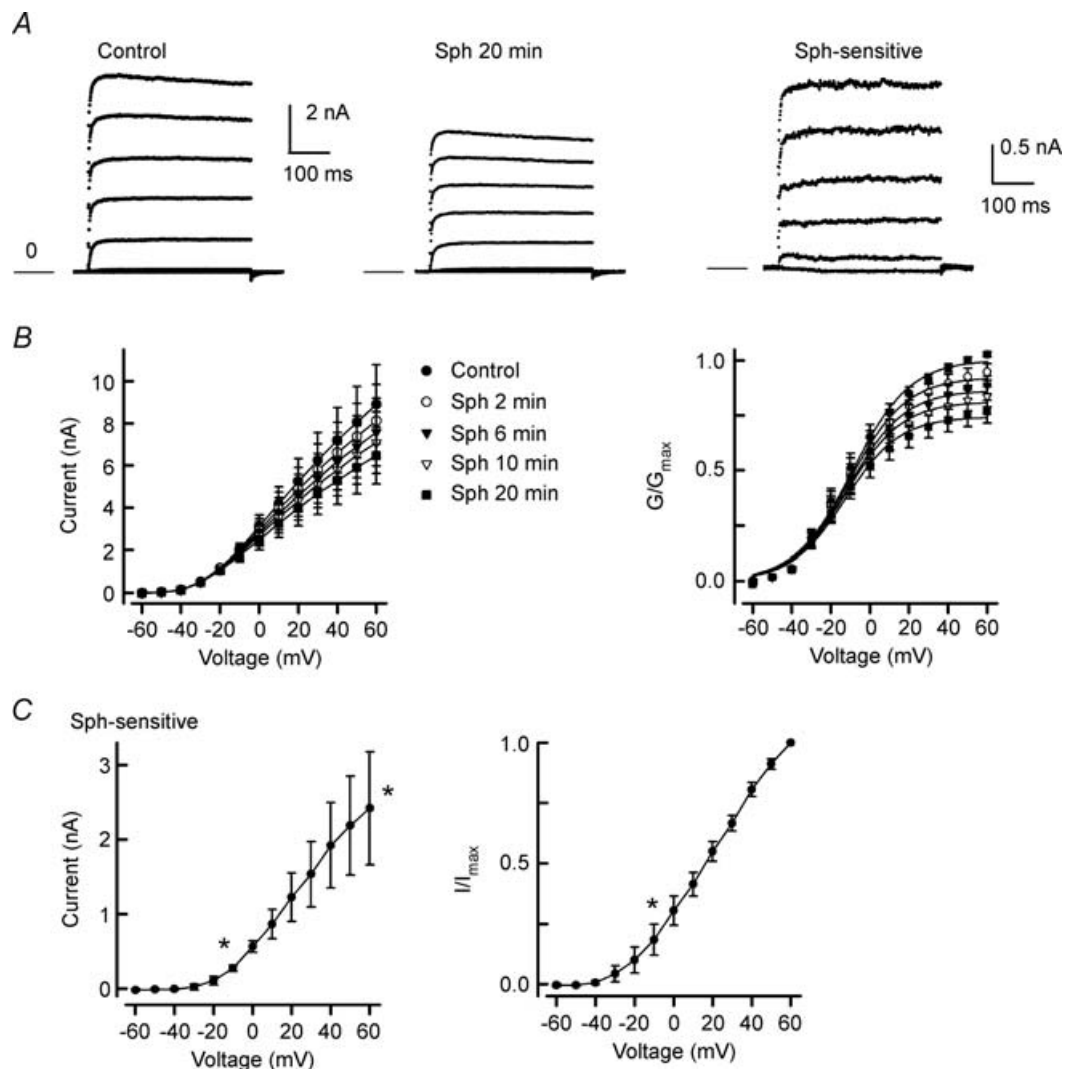 A
Control
Sph 20 min
Sph-sensitive
2 nA
100 ms
0.5 nA
100 ms
0
B
Current (nA)
10
8
6
4
2
0
-60 -40 -20 0 20 40 60
Voltage (mV)
Control
Sph 2 min
Sph 6 min
Sph 10 min
Sph 20 min
G/Gmax
1.0
0.5
0.0
-60 -40 -20 0 20 40 60
Voltage (mV)
C
Sph-sensitive
Current (nA)
3
2
1
0
*
*
-60 -40 -20 0 20 40 60
Voltage (mV)
I/Imax
1.0
0.5
0.0
*
-60 -40 -20 0 20 40 60
Voltage (mV)